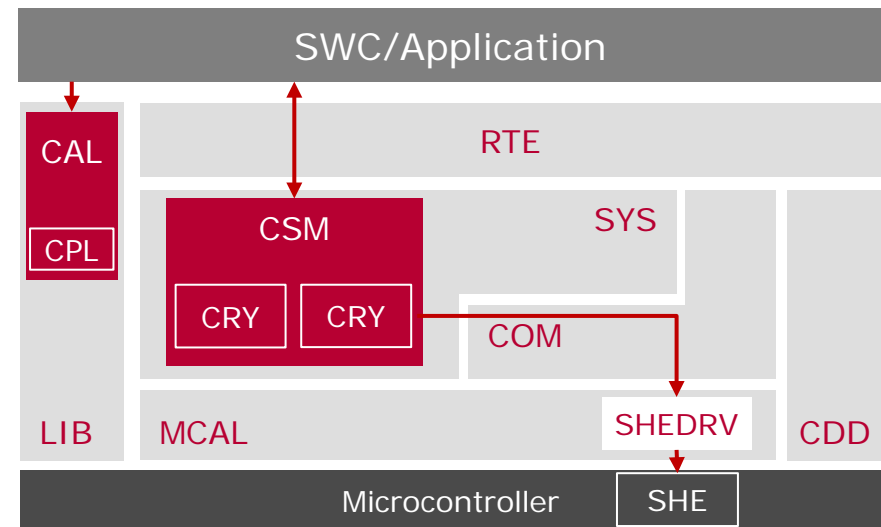 SWC/Application
CAL
RTE
CPL
CSM
SYS
CRY
CRY
COM
LIB
MCAL
SHEDRV
CDD
Microcontroller
SHE